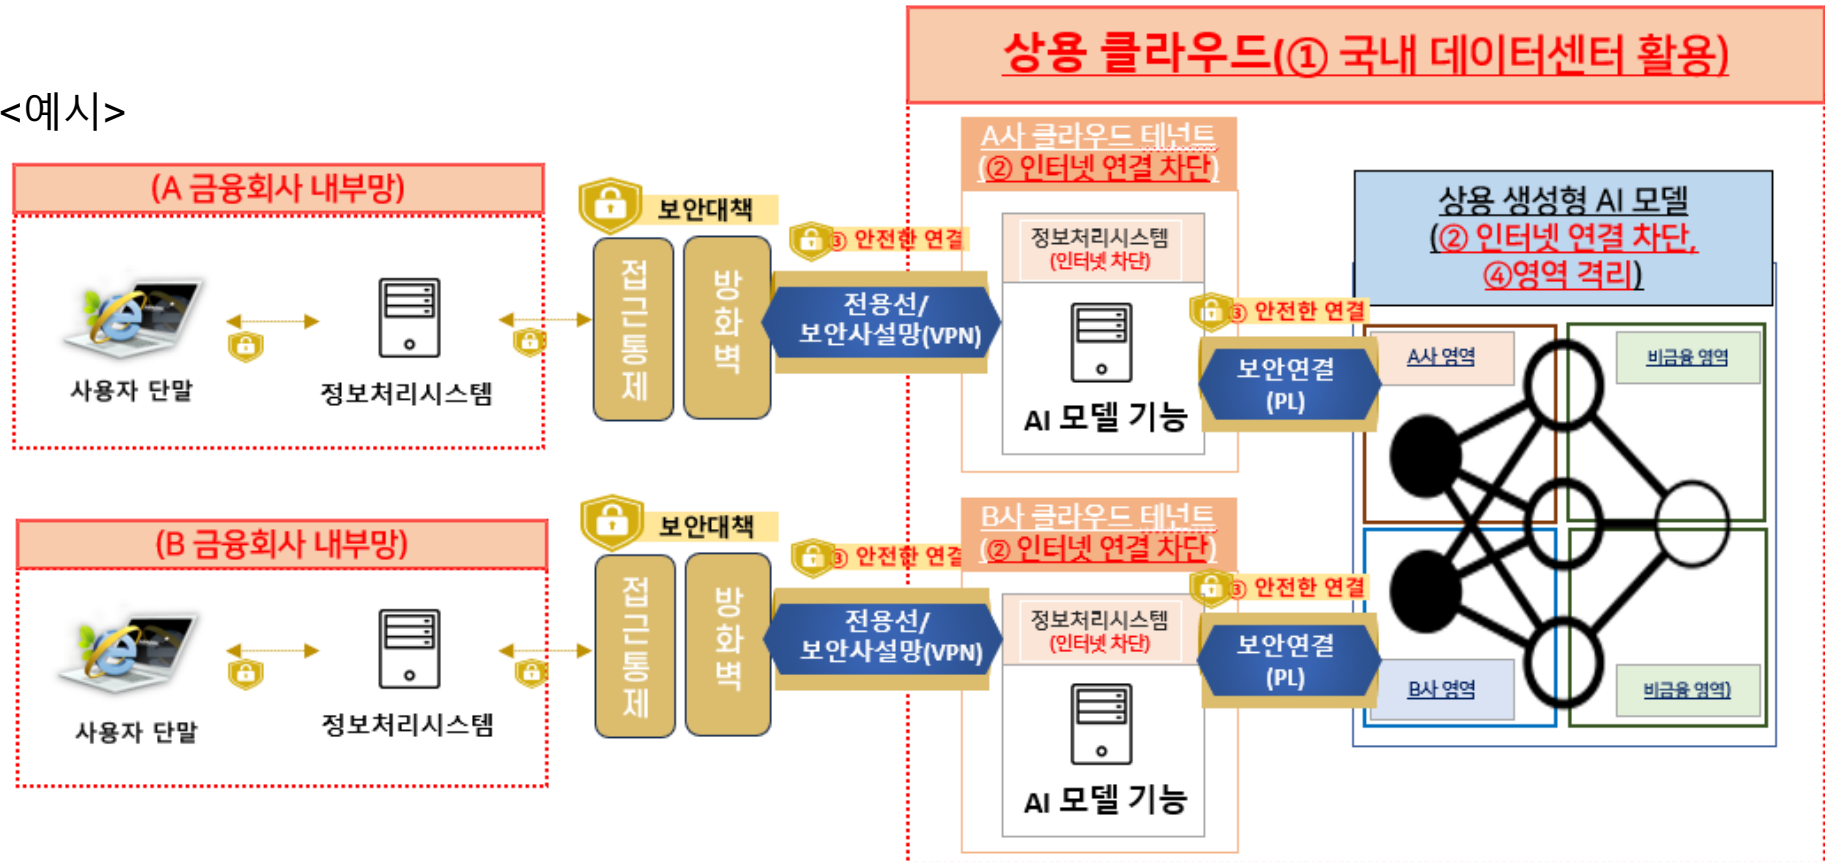 상용 클라우드(① 국내 데이터센터 활용)
<예시>
(A 금융회사 내부망)
사용자 단말
정보처리시스템
보안대책
접근통제
방화벽
③ 안전한 연결
전용선/
보안사설망(VPN)
A사 클라우드 테넌트
(② 인터넷 연결 차단)
정보처리시스템
(인터넷 차단)
AI 모델 기능
③ 안전한 연결
보안연결
(PL)
상용 생성형 AI 모델
(② 인터넷 연결 차단,
④영역 격리)
A사 영역
비금융 영역
(B 금융회사 내부망)
사용자 단말
정보처리시스템
보안대책
접근통제
방화벽
③ 안전한 연결
전용선/
보안사설망(VPN)
B사 클라우드 테넌트
(② 인터넷 연결 차단)
정보처리시스템
(인터넷 차단)
AI 모델 기능
③ 안전한 연결
보안연결
(PL)
B사 영역
비금융 영역)